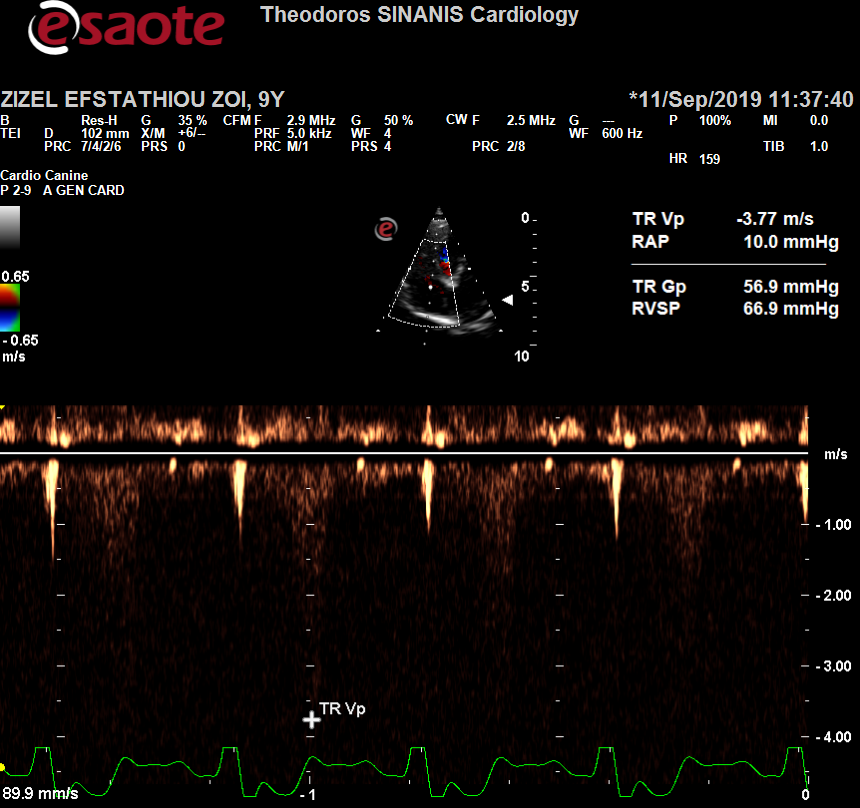 esaote
Theodoros SINANIS Cardiology
ZIZEL EFSTATHIOU ZOI, 9Y *11/Sep/2019 11:37:40
B Res-H G 35 % CFM F 2.9 MHz G 50 % CW F 2.5 MHz G --- P 100% MI 0.0
TEI D 102 mm X/M +6/-- PRF 5.0 kHz WF 4 WF 600 Hz
PRC 7/4/2/6 PRS 0 PRC M/1 PRS 4 PRC 2/8 TIB 1.0
HR 159
Cardio Canine
P 2-9 A GEN CARD
e
0
5
10
TR Vp -3.77 m/s
RAP 10.0 mmHg
TR Gp 56.9 mmHg
RVSP 66.9 mmHg
0.65
-0.65
m/s
m/s
-1.00
-2.00
-3.00
-4.00
TR Vp
89.9 mm/s
-1
0